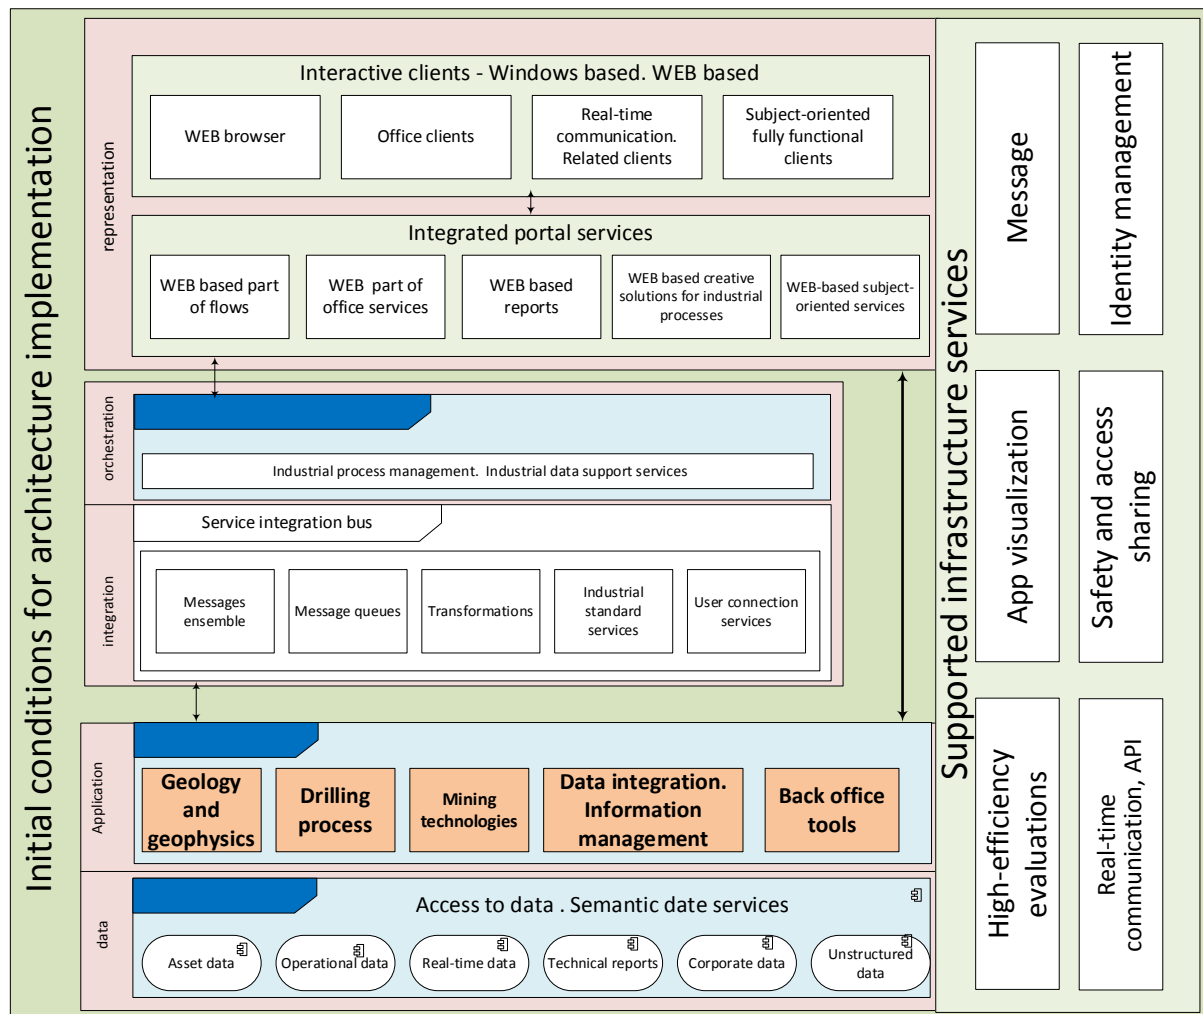 Initial conditions for architecture implementation
representation
Interactive clients - Windows based. WEB based
WEB browser
Office clients
Real-time
communication.
Related clients
Subject-oriented
fully functional
clients
Integrated portal services
WEB based part
of flows
WEB  part of
office services
WEB based
reports
WEB based creative
solutions for industrial
processes
WEB-based subject-
oriented services
orchestration
Industrial process management.  Industrial data support services
integration
Service integration bus
Messages
ensemble
Message queues
Transformations
Industrial
standard
services
User connection
services
Application
Geology
and
geophysics
Drilling
process
Mining
technologies
Data integration.
Information
management
Back office
tools
data
Access to data . Semantic date services
Asset data
Operational data
Real-time data
Technical reports
Corporate data
Unstructured
data
Supported infrastructure services
Message
Identity management
App visualization
Safety and access
sharing
High-efficiency
evaluations
Real-time
communication, API